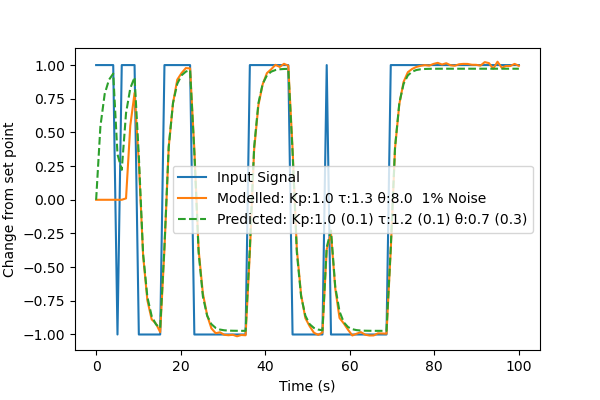 1.00
0.75
0.50
0.25
0.00
−0.25
−0.50
−0.75
−1.00
Change from set point
Input Signal
Modelled: Kp:1.0 τ:1.3 θ:8.0  1% Noise
Predicted: Kp:1.0 (0.1) τ:1.2 (0.1) θ:0.7 (0.3)
0 20 40 60 80 100
Time (s)